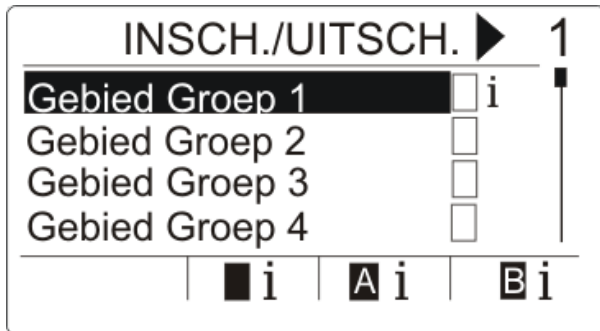 INSCH./UITSCH. ▶ 1
Gebied Groep 1 i
Gebied Groep 2
Gebied Groep 3
Gebied Groep 4
i A i B i